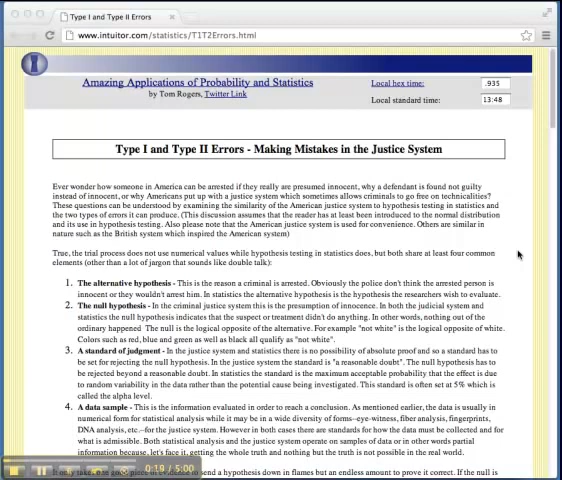 Type I and Type II Errors
www.intuitor.com/statistics/T1T2Errors.html
Amazing Applications of Probability and Statistics
by Tom Rogers, Twitter Link
Local hex time:
.935
Local standard time:
13:48
Type I and Type II Errors - Making Mistakes in the Justice System
Ever wonder how someone in America can be arrested if they really are presumed innocent, why a defendant is found not guilty
instead of innocent, or why Americans put up with a justice system which sometimes allows criminals to go free on technicalities?
These questions can be understood by examining the similarity of the American justice system to hypothesis testing in statistics and
the two types of errors it can produce. (This discussion assumes that the reader has at least been introduced to the normal distribution
and its use in hypothesis testing. Also please note that the American justice system is used for convenience. Others are similar in
nature such as the British system which inspired the American system)
True, the trial process does not use numerical values while hypothesis testing in statistics does, but both share at least four common
elements (other than a lot of jargon that sounds like double talk):
1. The alternative hypothesis - This is the reason a criminal is arrested. Obviously the police don't think the arrested person is
innocent or they wouldn't arrest him. In statistics the alternative hypothesis is the hypothesis the researchers wish to evaluate.
2. The null hypothesis - In the criminal justice system this is the presumption of innocence. In both the judicial system and
statistics the null hypothesis indicates that the suspect or treatment didn't do anything. In other words, nothing out of the
ordinary happened The null is the logical opposite of the alternative. For example "not white" is the logical opposite of white.
Colors such as red, blue and green as well as black all qualify as "not white".
3. A standard of judgment - In the justice system and statistics there is no possibility of absolute proof and so a standard has to
be set for rejecting the null hypothesis. In the justice system the standard is "a reasonable doubt". The null hypothesis has to
be rejected beyond a reasonable doubt. In statistics the standard is the maximum acceptable probability that the effect is due
to random variability in the data rather than the potential cause being investigated. This standard is often set at 5% which is
called the alpha level.
4. A data sample - This is the information evaluated in order to reach a conclusion. As mentioned earlier, the data is usually in
numerical form for statistical analysis while it may be in a wide diversity of forms--eye-witness, fiber analysis, fingerprints,
DNA analysis, etc.--for the justice system. However in both cases there are standards for how the data must be collected and for
what is admissible. Both statistical analysis and the justice system operate on samples of data or in other words partial
information because, let's face it, getting the whole truth and nothing but the truth is not possible in the real world.
It only takes one good piece of evidence to send a hypothesis down in flames but an endless amount to prove it correct. If the null is
0:19 / 5:00